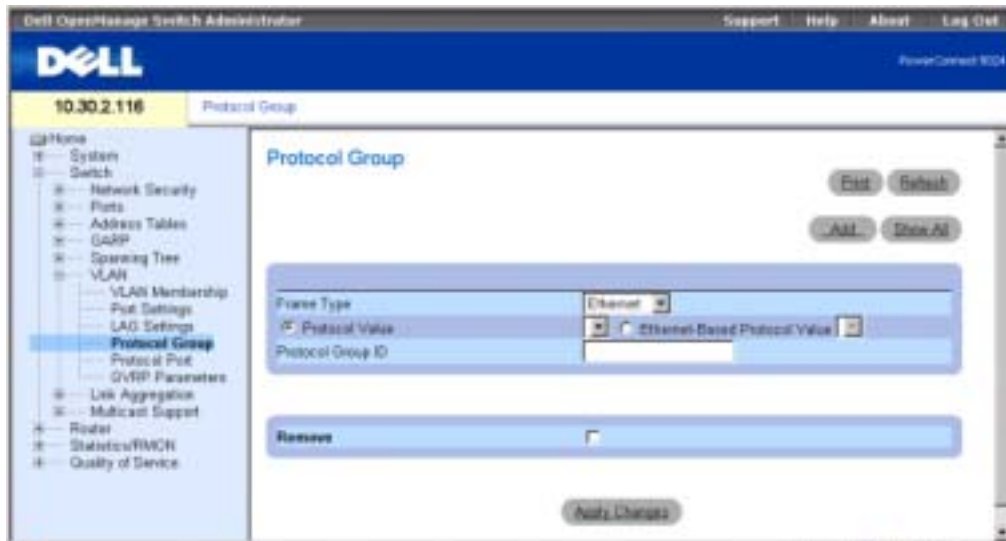 Dell OpenManage Switch Administrator
Support Help About Log Out
DELL
PowerConnect 6024
10.30.2.116
Protocol Group
Home
System
Switch
Network Security
Ports
Address Tables
GARP
Spanning Tree
VLAN
VLAN Membership
Port Settings
LAG Settings
Protocol Group
Protocol Port
GVRP Parameters
Link Aggregation
Multicast Support
Router
Statistics/RMON
Quality of Service
Protocol Group
Print Refresh
Add Show All
Frame Type Ethernet
Protocol Value Ethernet-Based Protocol Value
Protocol Group ID
Remove
Apply Changes